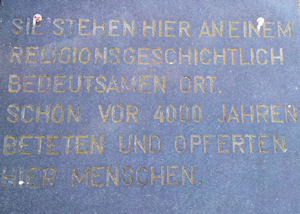 SIE STEHEN HIER AN EINEM
RELIGIONSGESCHICHTLICH
BEDEUTSAMEN ORT.
SCHON VOR 4000 JAHREN
BETETEN UND OPFERTEN
HIER MENSCHEN.